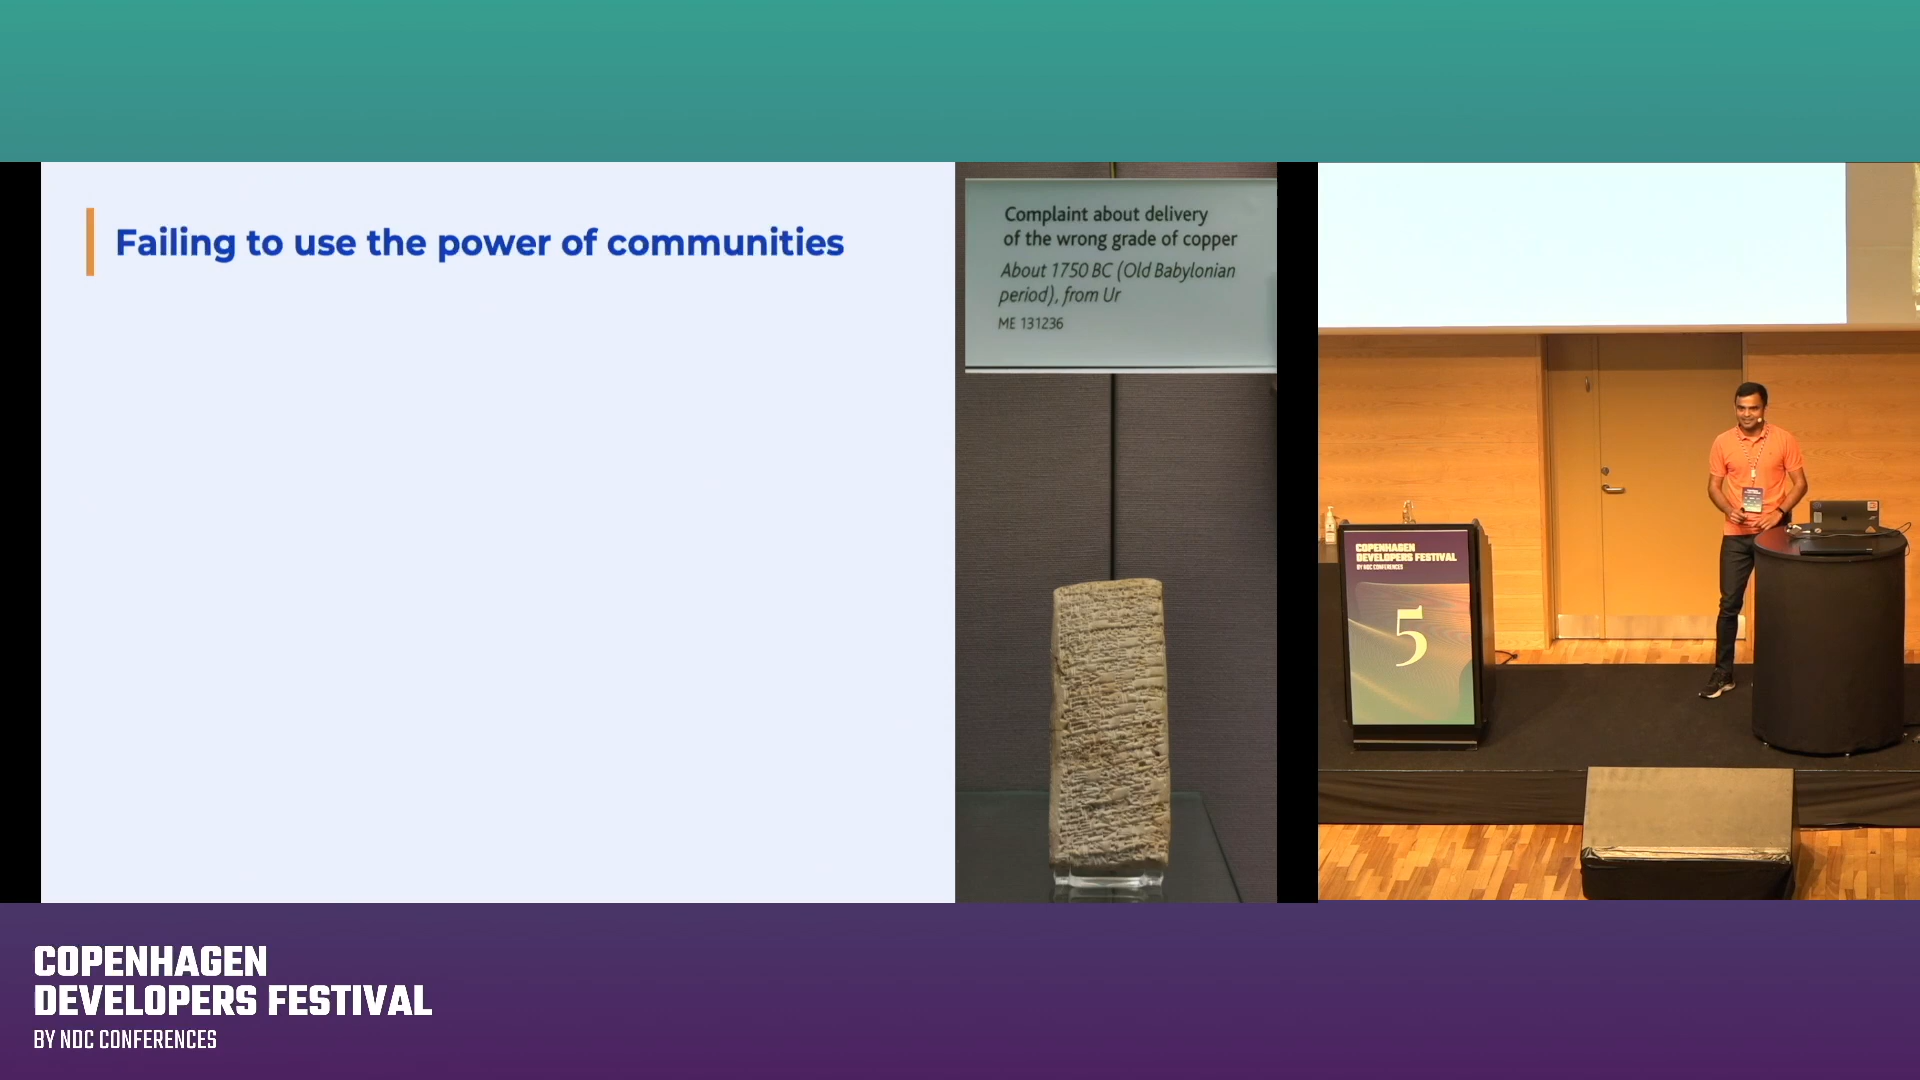 Failing to use the power of communities
Complaint about delivery
of the wrong grade of copper
About 1750 BC (Old Babylonian
period), from Ur
ME 131236
COPENHAGEN
DEVELOPERS FESTIVAL
BY NDC CONFERENCES
5
COPENHAGEN
DEVELOPERS FESTIVAL
BY NDC CONFERENCES